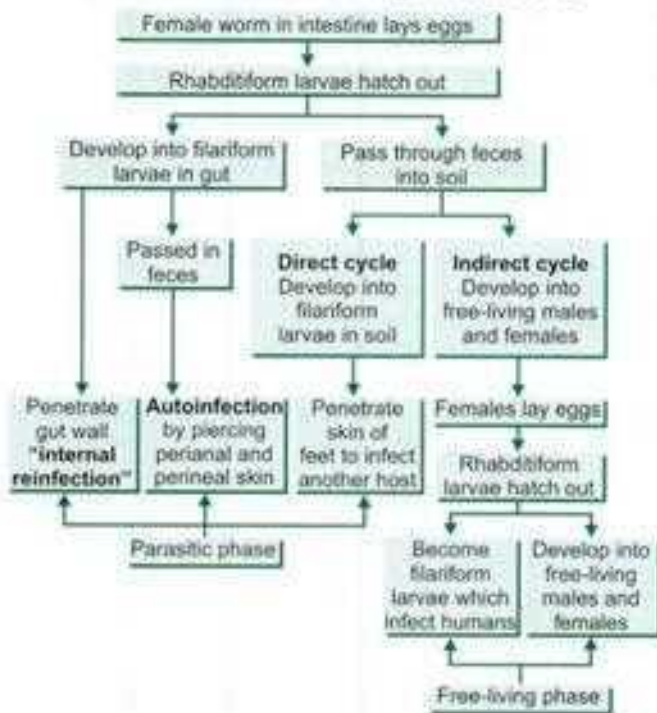 Female worm in intestine lays eggs
Rhabditiform larvae hatch out
Develop into filariform
larvae in gut
Pass through feces
into soil
Passed in
feces
Direct cycle
Develop into
filariform
larvae in soil
Indirect cycle
Develop into
free-living males
and females
Penetrate
gut wall
"internal
reinfection"
Autoinfection
by piercing
perianal and
perineal skin
Penetrate
skin of
feet to infect
another host
Females lay eggs
Rhabditiform
larvae hatch out
Parasitic phase
Become
filariform
larvae which
infect humans
Develop into
free-living
males and
females
Free-living phase